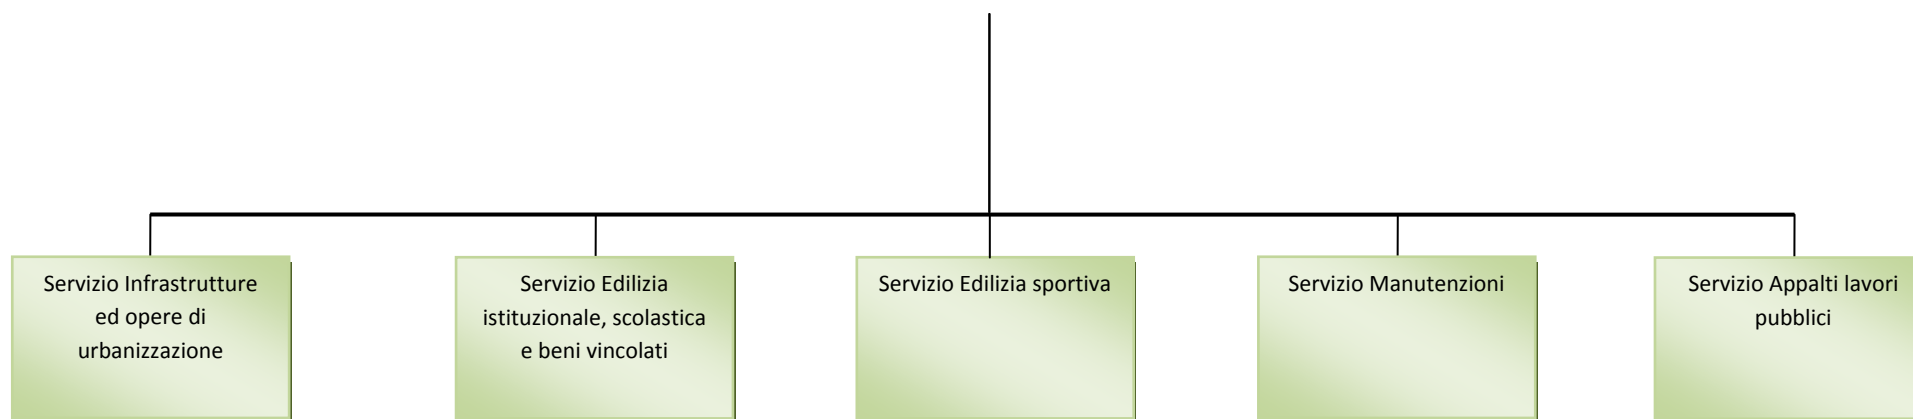 Servizio Infrastrutture
ed opere di
urbanizzazione
Servizio Edilizia
istituzionale, scolastica
e beni vincolati
Servizio Edilizia sportiva
Servizio Manutenzioni
Servizio Appalti lavori
pubblici